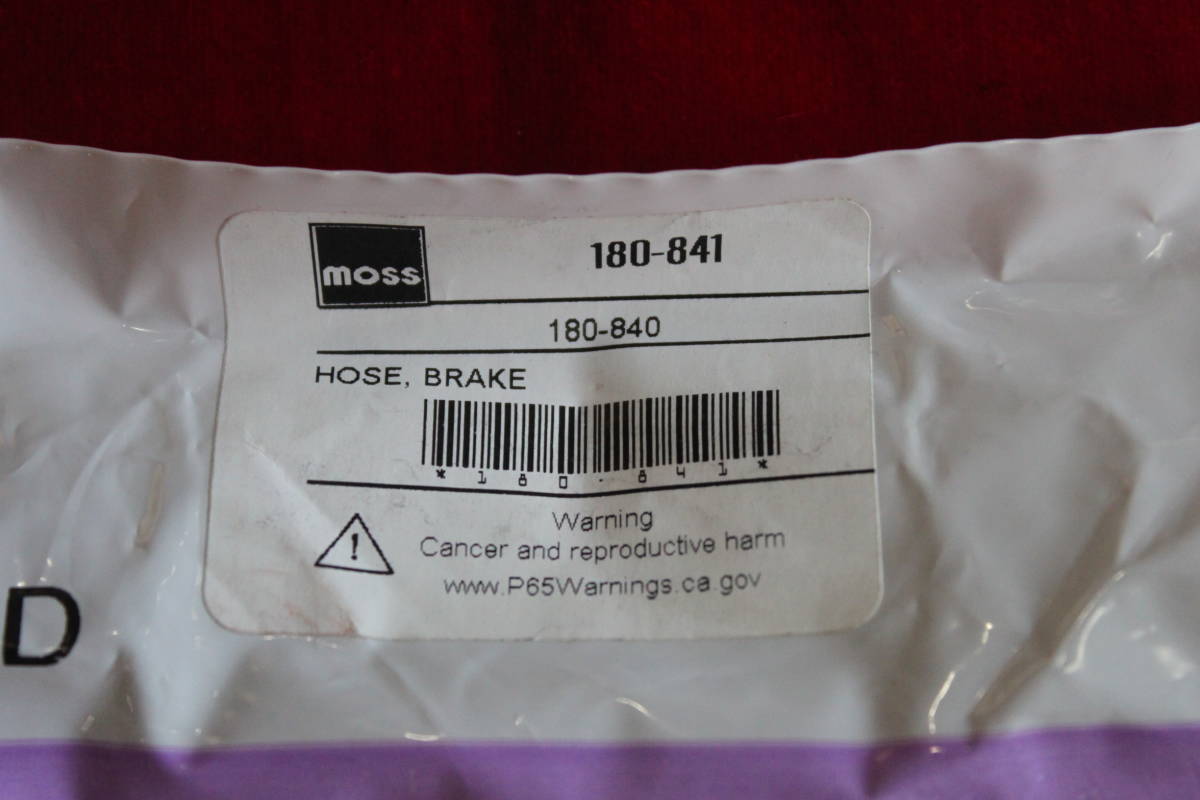 moss
180-841
180-840
HOSE, BRAKE
*180-841*
Warning
Cancer and reproductive harm
www.P65Warnings.ca.gov
D